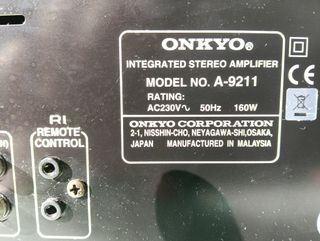 ONKYO®
INTEGRATED STEREO AMPLIFIER
MODEL NO. A-9211
RATING:
AC230V∿ 50Hz 160W
ONKYO CORPORATION
2-1, NISSHIN-CHO, NEYAGAWA-SHI,OSAKA,
JAPAN MANUFACTURED IN MALAYSIA
CE
RI
REMOTE
CONTROL